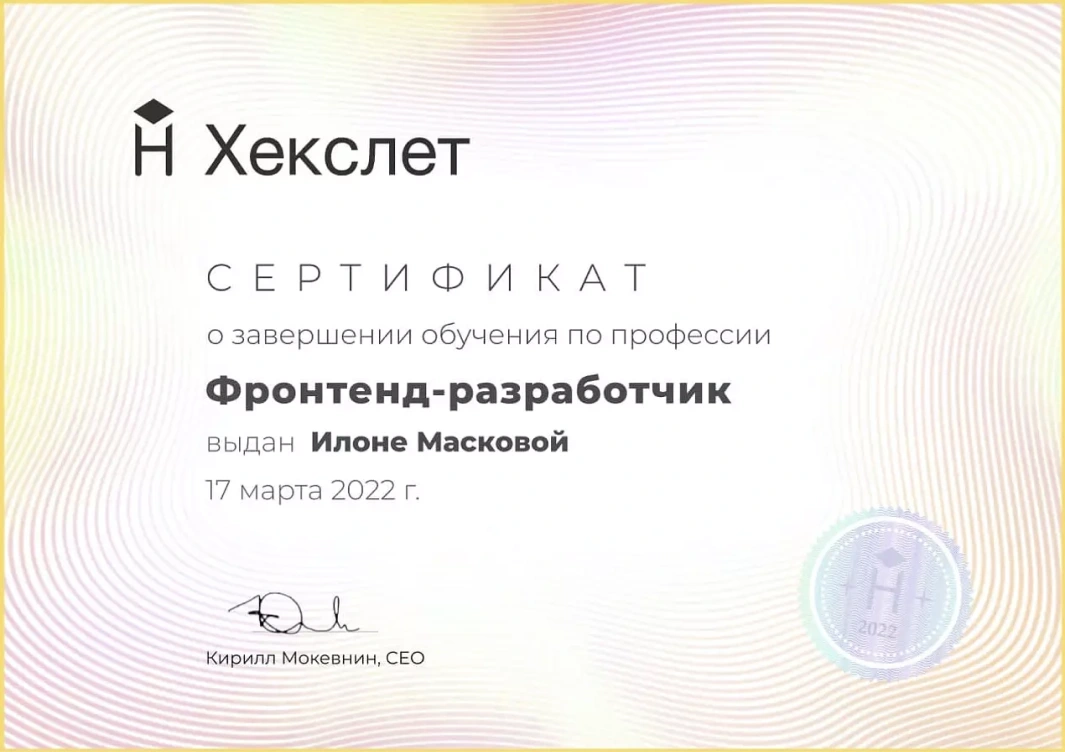 Хекслет
СЕРТИФИКАТ
о завершении обучения по профессии
Фронтенд-разработчик
выдан Илоне Масковой
17 марта 2022 г.
Кирилл Мокевнин, CEO
H
2022